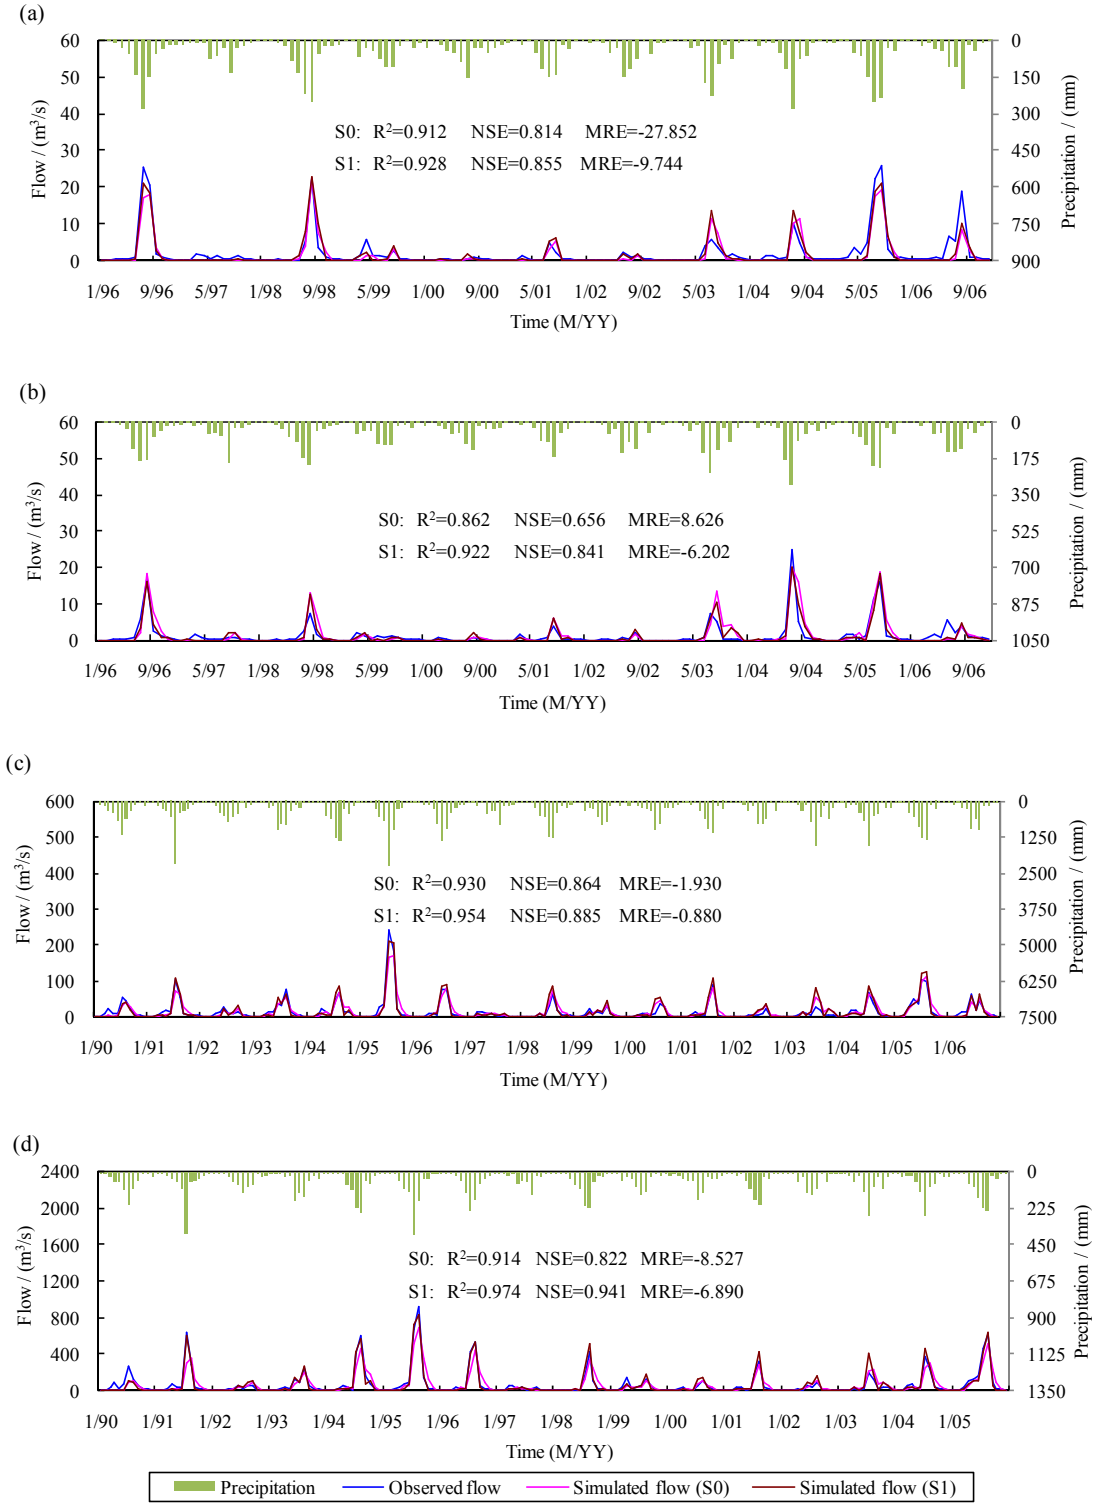 (a)
60 50 40 30 20 10 0
Flow / (m³/s)
0 150 300 450 600 750 900
Precipitation / (mm)
S0: R²=0.912 NSE=0.814 MRE=-27.852
S1: R²=0.928 NSE=0.855 MRE=-9.744
1/96 9/96 5/97 1/98 9/98 5/99 1/00 9/00 5/01 1/02 9/02 5/03 1/04 9/04 5/05 1/06 9/06
Time (M/YY)
(b)
60 50 40 30 20 10 0
Flow / (m³/s)
0 175 350 525 700 875 1050
Precipitation / (mm)
S0: R²=0.862 NSE=0.656 MRE=8.626
S1: R²=0.922 NSE=0.841 MRE=-6.202
1/96 9/96 5/97 1/98 9/98 5/99 1/00 9/00 5/01 1/02 9/02 5/03 1/04 9/04 5/05 1/06 9/06
Time (M/YY)
(c)
600 500 400 300 200 100 0
Flow / (m³/s)
0 1250 2500 3750 5000 6250 7500
Precipitation / (mm)
S0: R²=0.930 NSE=0.864 MRE=-1.930
S1: R²=0.954 NSE=0.885 MRE=-0.880
1/90 1/91 1/92 1/93 1/94 1/95 1/96 1/97 1/98 1/99 1/00 1/01 1/02 1/03 1/04 1/05 1/06
Time (M/YY)
(d)
2400 2000 1600 1200 800 400 0
Flow / (m³/s)
0 225 450 675 900 1125 1350
Precipitation / (mm)
S0: R²=0.914 NSE=0.822 MRE=-8.527
S1: R²=0.974 NSE=0.941 MRE=-6.890
1/90 1/91 1/92 1/93 1/94 1/95 1/96 1/97 1/98 1/99 1/00 1/01 1/02 1/03 1/04 1/05
Time (M/YY)
Precipitation Observed flow Simulated flow (S0) Simulated flow (S1)